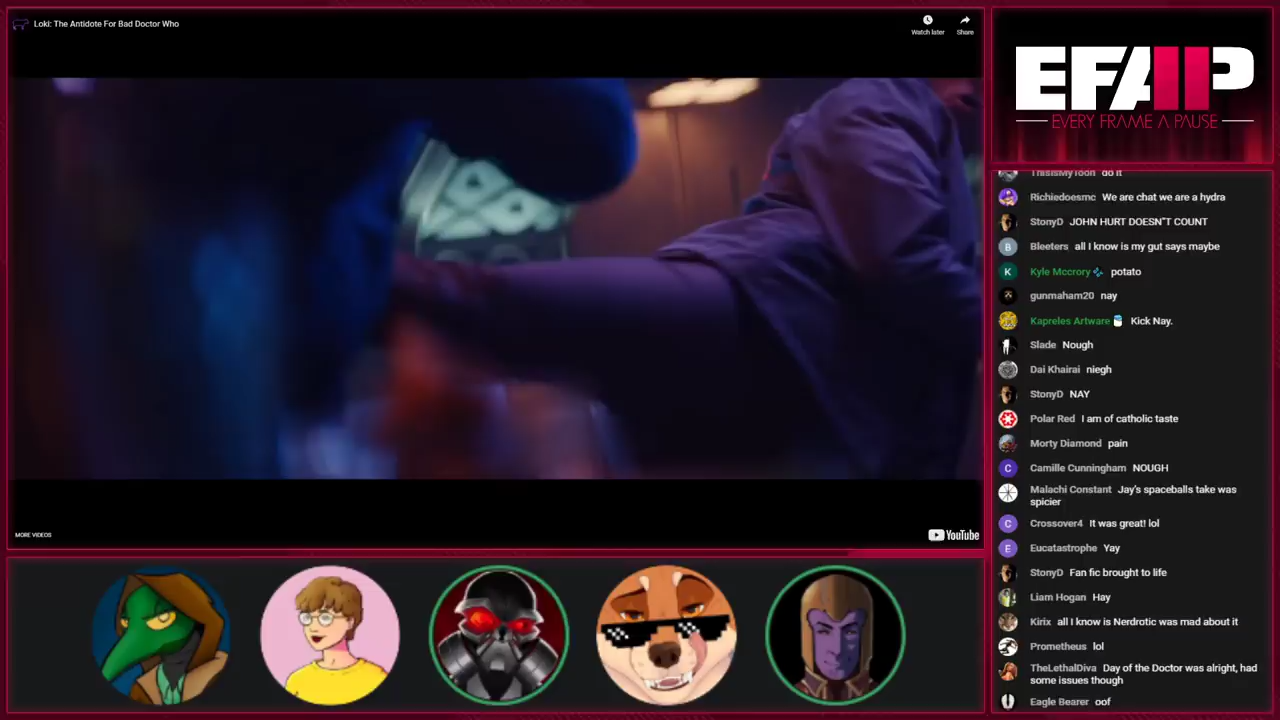 Loki: The Antidote For Bad Doctor Who
Watch later
Share
MORE VIDEOS
YouTube
EFAP
EVERY FRAME A PAUSE
ThisIsMyToon do it
Richiedoesmc We are chat we are a hydra
StonyD JOHN HURT DOESN"T COUNT
B
Bleeters all I know is my gut says maybe
K
Kyle Mccrory potato
gunmaham20 nay
Kapreles Artware Kick Nay.
Slade Nough
Dai Khairai niegh
StonyD NAY
Polar Red I am of catholic taste
Morty Diamond pain
C
Camille Cunningham NOUGH
Malachi Constant Jay's spaceballs take was
spicier
C
Crossover4 It was great! lol
E
Eucatastrophe Yay
StonyD Fan fic brought to life
Liam Hogan Hay
Kirix all I know is Nerdrotic was mad about it
Prometheus lol
TheLethalDiva Day of the Doctor was alright, had
some issues though
Eagle Bearer oof